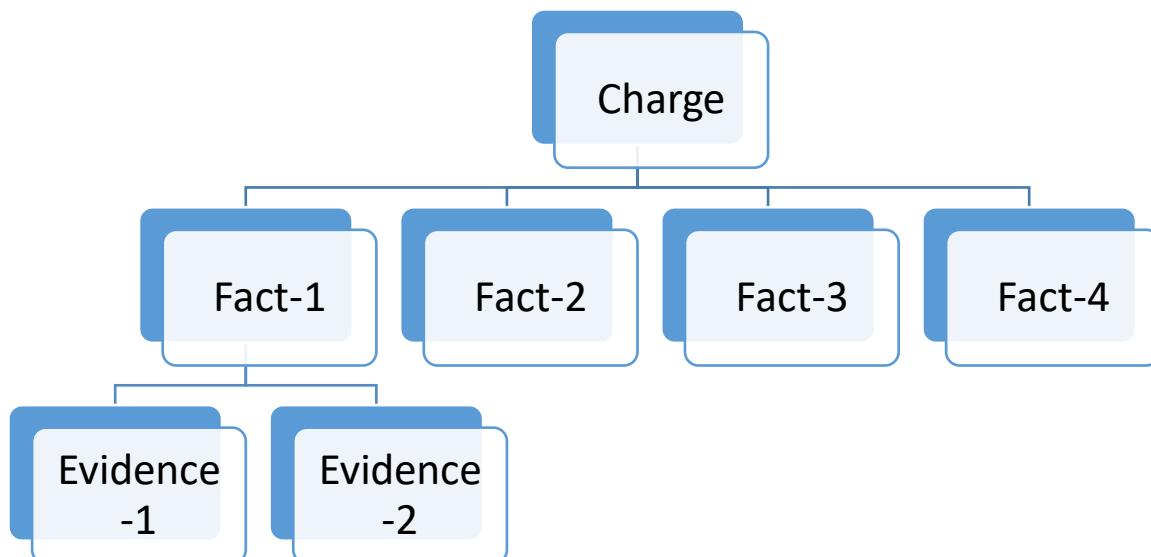 Charge
Fact-1
Fact-2
Fact-3
Fact-4
Evidence
-1
Evidence
-2